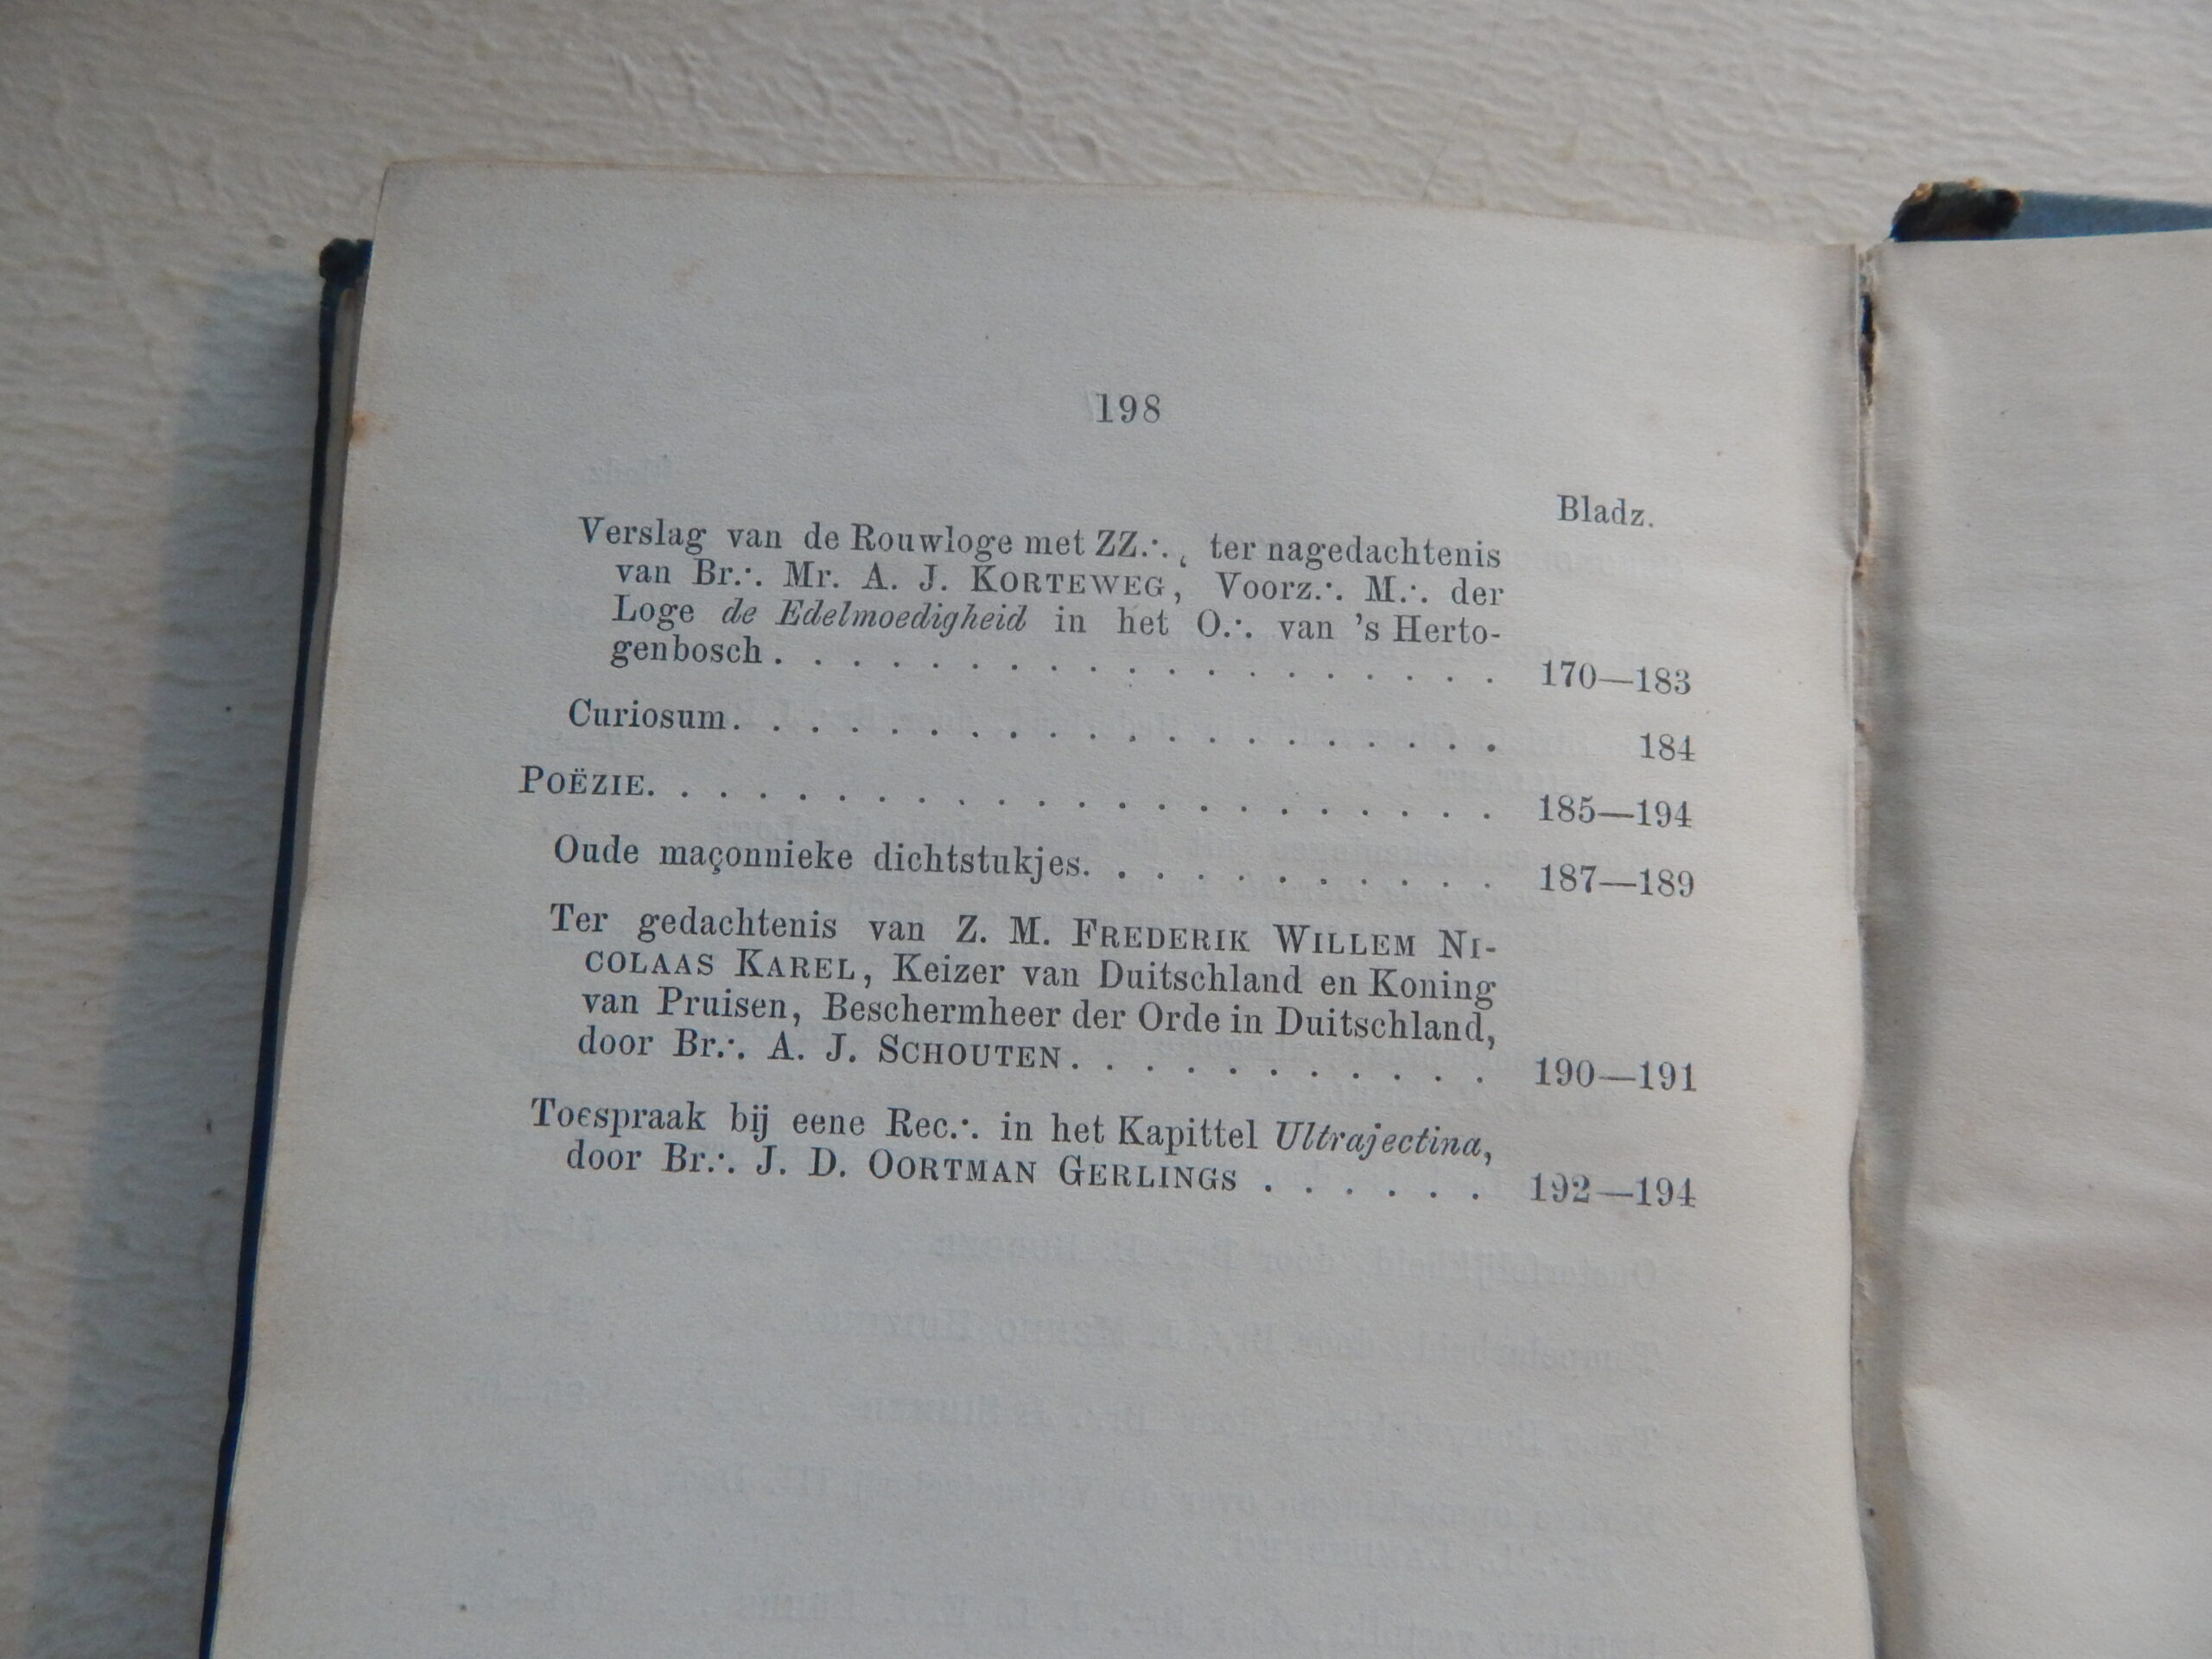 198
Bladz.
Verslag van de Rouwloge met ZZ.·., ter nagedachtenis
van Br.·. Mr. A. J. KORTEWEG, Voorz.·. M.·. der
Loge de Edelmoedigheid in het O.·. van 's Herto-
genbosch . . . . . . . . . . . . . . . . . . . 170—183
Curiosum. . . . . . . . . . . . . . . . . . . . 184
POËZIE. . . . . . . . . . . . . . . . . . . . . . 185—194
Oude maçonnieke dichtstukjes. . . . . . . . . . . 187—189
Ter gedachtenis van Z. M. FREDERIK WILLEM NI-
COLAAS KAREL, Keizer van Duitschland en Koning
van Pruisen, Beschermheer der Orde in Duitschland,
door Br.·. A. J. SCHOUTEN. . . . . . . . . . . . 190—191
Toespraak bij eene Rec.·. in het Kapittel Ultrajectina,
door Br.·. J. D. OORTMAN GERLINGS . . . . . . 192—194